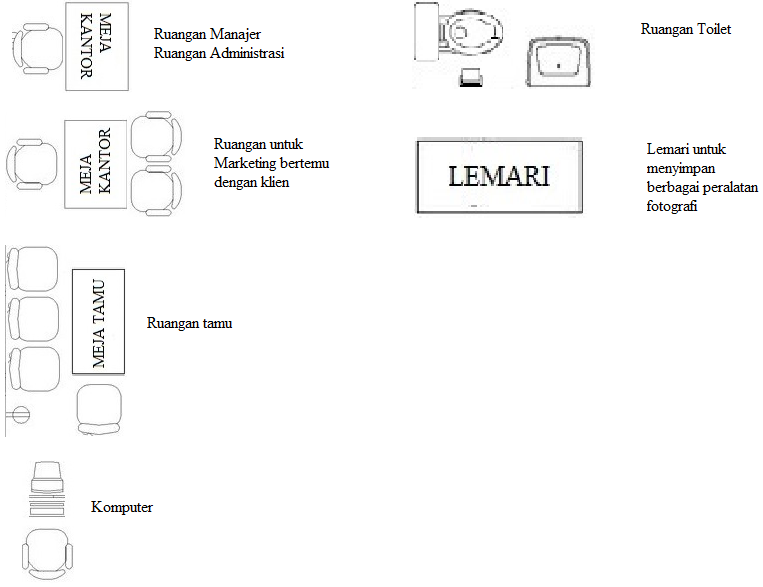 MEJA
KANTOR
Ruangan Manajer
Ruangan Administrasi
MEJA
KANTOR
Ruangan untuk
Marketing bertemu
dengan klien
MEJA TAMU
Ruangan tamu
Komputer
Ruangan Toilet
LEMARI
Lemari untuk
menyimpan
berbagai peralatan
fotografi